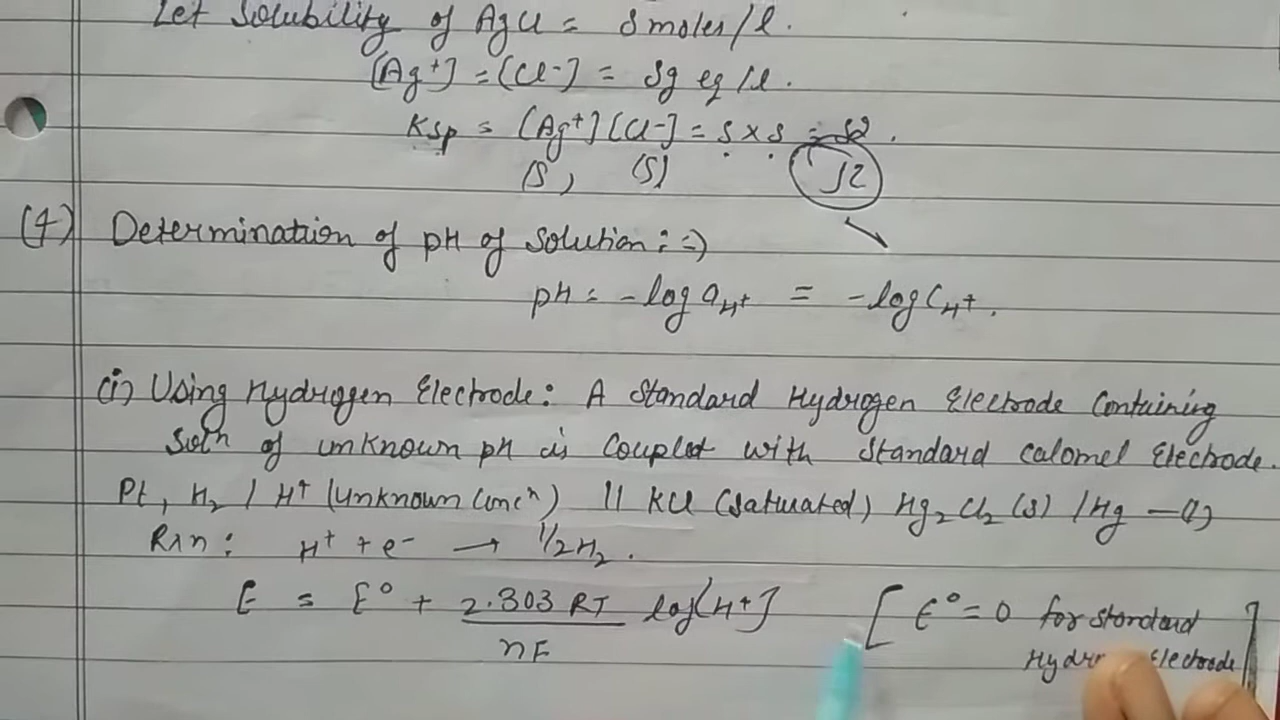 Let Solubility of AgCl = S moles/l.
[Ag⁺] = [Cl⁻] = S g eq/l.
Ksp = [Ag⁺][Cl⁻] = S × S = S².
(S) (S) S²
(4) Determination of pH of Solution :=)
pH = -log aH⁺ = -log CH⁺.
(i) Using Hydrogen Electrode: A Standard Hydrogen Electrode Containing
Solⁿ of unknown pH is Coupled with Standard calomel Electrode.
Pt, H₂ / H⁺ (Unknown Concⁿ) || KCl (Saturated) Hg₂Cl₂ (s) / Hg
Rxn : H⁺ + e⁻ → 1/2 H₂.
E = E° + 2.303 RT / nF log[H⁺] [ E° = 0 for standard
Electrode ]